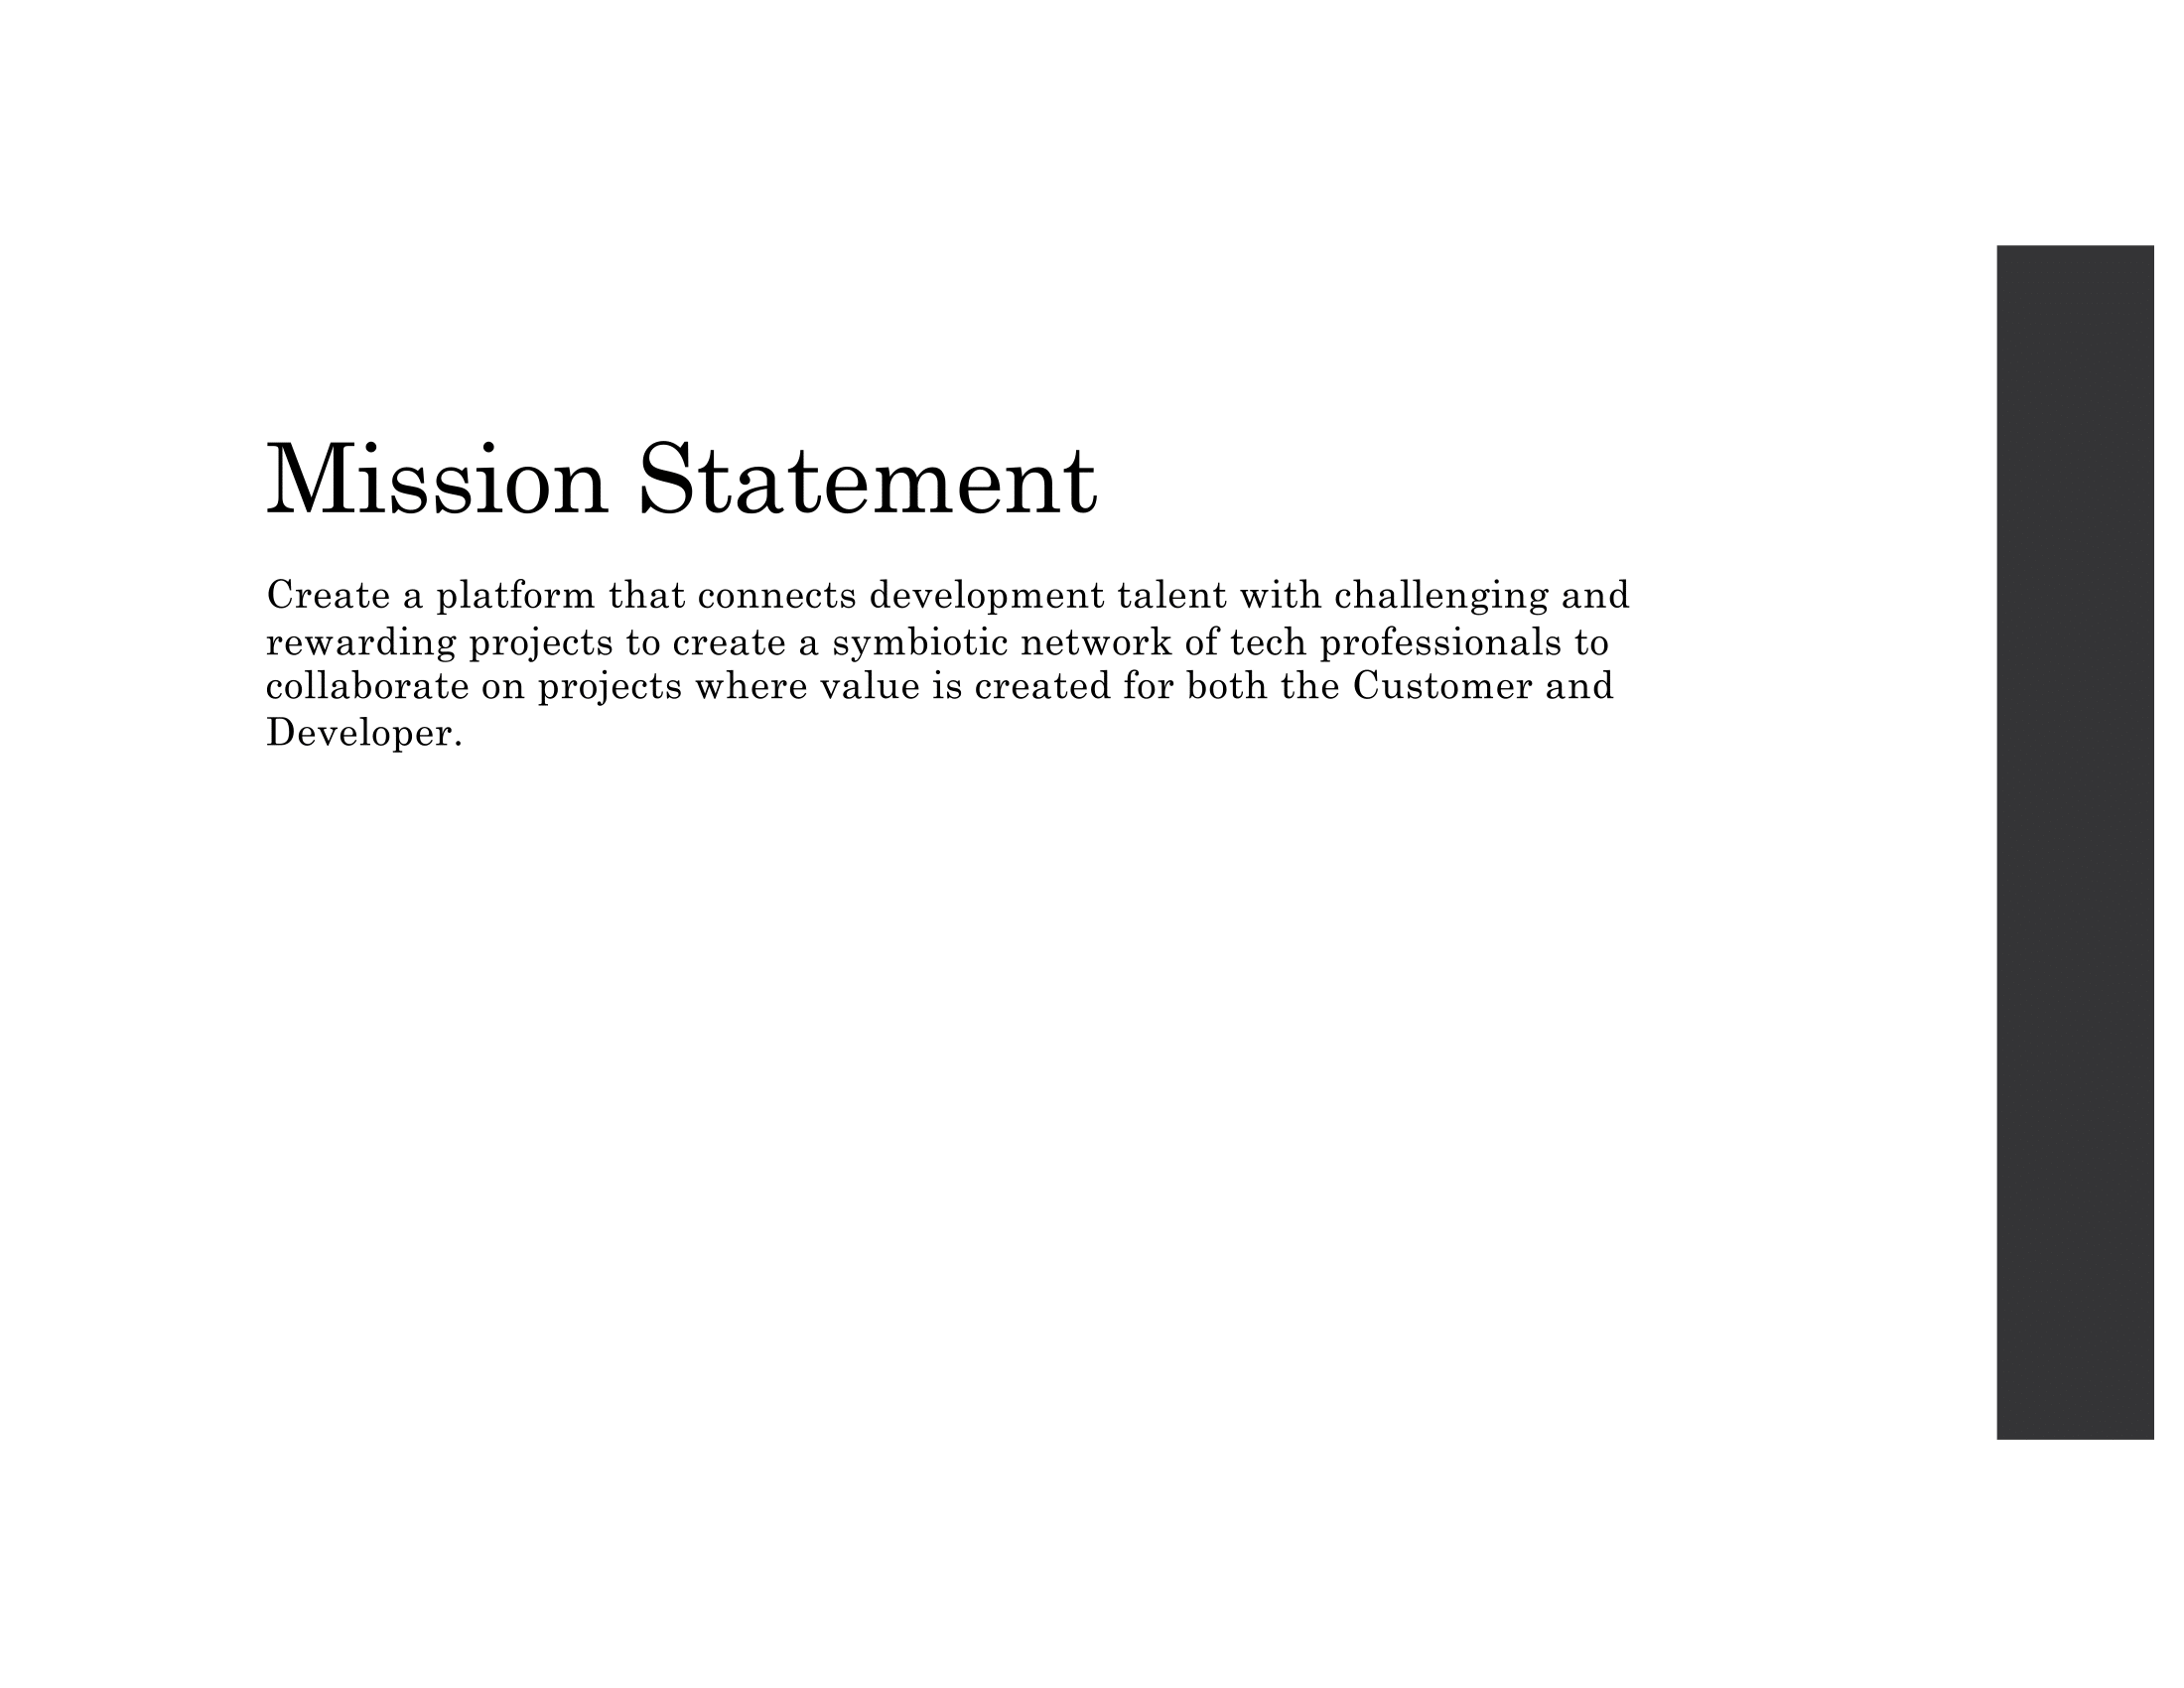 Mission Statement
Create a platform that connects development talent with challenging and
rewarding projects to create a symbiotic network of tech professionals to
collaborate on projects where value is created for both the Customer and
Developer.